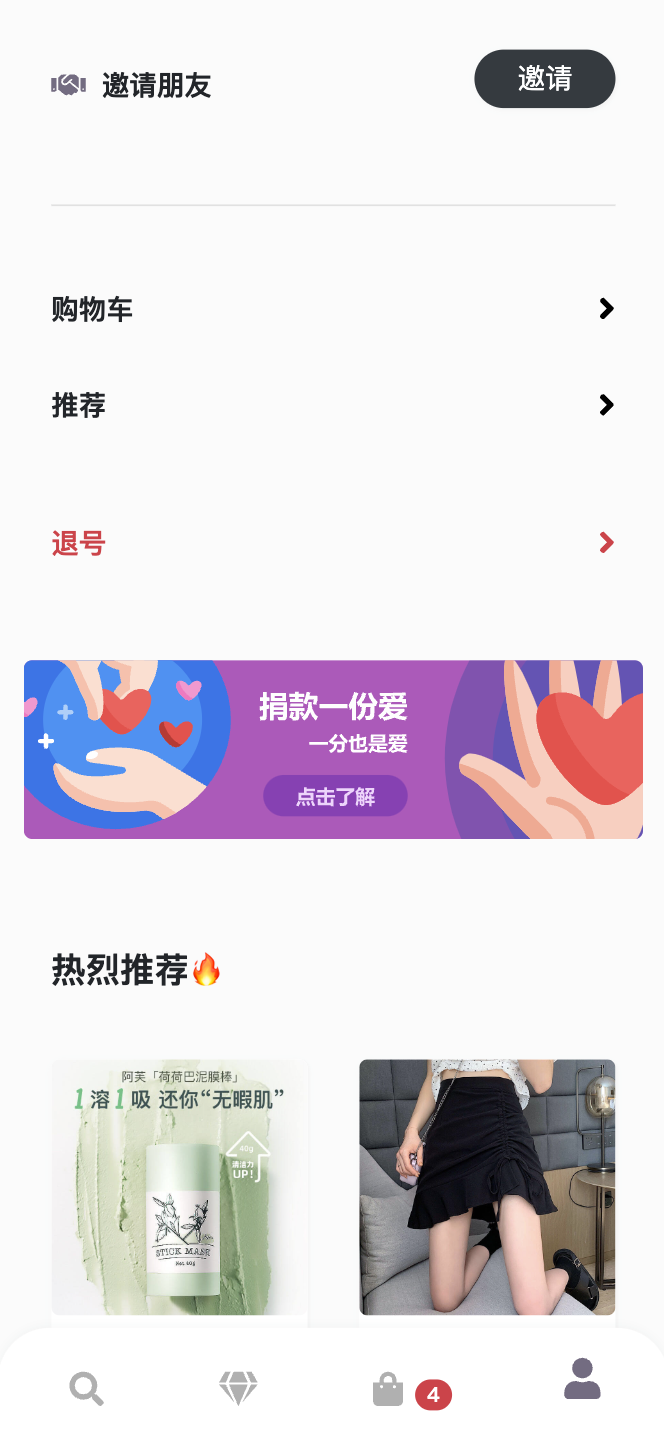 邀请朋友
邀请
购物车
推荐
退号
捐款一份爱
一分也是爱
点击了解
热烈推荐🔥
阿芙「荷荷巴泥膜棒」
1溶1吸 还你“无暇肌”
40g
清洁力
UP!
STICK MASK
Net.40g
4